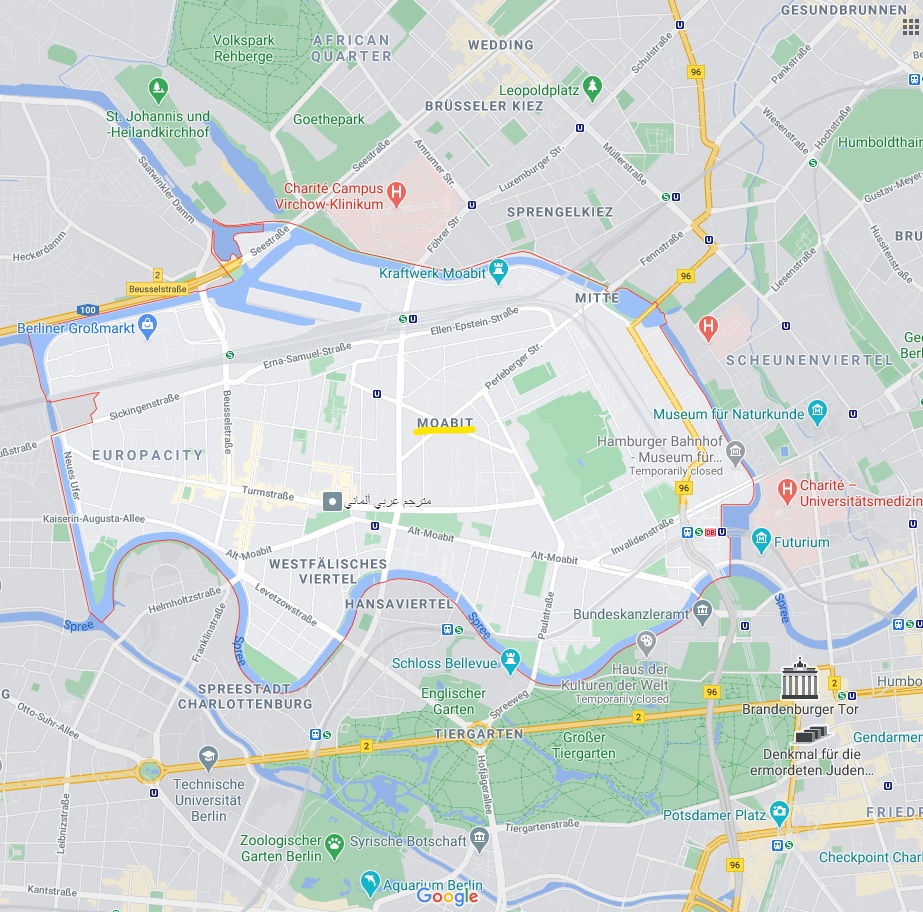 GESUNDBRUNNEN
Volkspark
Rehberge
AFRICAN
QUARTER
WEDDING
Schulstraße
U
96
Pankstraße
Leopoldplatz
BRÜSSELER KIEZ
St. Johannis und
-Heilandkirchhof
Goethepark
U
Wiesenstraße
Hochstraße
Humboldthain
Seestraße
Amrumer Str.
Luxemburger Str.
Müllerstraße
S
Saatwinkler Damm
Charité Campus
Virchow-Klinikum
H
U
S U
Gustav-Meyer
SPRENGELKIEZ
Föhrer Str.
Heckerdamm
Seestraße
Fennstraße
U
BRU
Hussitenstraße
Liesenstraße
Kraftwerk Moabit
2
Beusselstraße
96
MITTE
100
Berliner Großmarkt
S U
Ellen-Epstein-Straße
H
U
S
Erna-Samuel-Straße
Perleberger Str.
SCHEUNENVIERTEL
U
Sickingenstraße
Beusselstraße
Museum für Naturkunde
U
MOABIT
Hamburger Bahnhof
- Museum für...
Temporarily closed
EUROPACITY
Neues Ufer
96
Turmstraße
مترجم عربي ألماني
H
Charité –
Universitätsmedizin
Kaiserin-Augusta-Allee
U
Alt-Moabit
Invalidenstraße
S DB U
Futurium
U
Alt-Moabit
Alt-Moabit
WESTFÄLISCHES
VIERTEL
Levetzowstraße
Helmholtzstraße
HANSAVIERTEL
Paulstraße
Bundeskanzleramt
Spree
Spree
Franklinstraße
Spree
Spree
S
U
S U
Schloss Bellevue
Haus der
Kulturen der Welt
Temporarily closed
SPREESTADT
CHARLOTTENBURG
Englischer
Garten
Spreeweg
96
2
S
U
Humbo
Brandenburger Tor
Otto-Suhr-Allee
S
2
TIERGARTEN
2
Großer
Tiergarten
Gendarmen
Denkmal für die
ermordeten Juden...
Technische
Universität
Berlin
U
Hofjägerallee
Leibnizstraße
Tiergartenstraße
Potsdamer Platz
FRIEDR
Zoologischer
Garten Berlin
Syrische Botschaft
S
96
Checkpoint Charl
Kantstraße
Aquarium Berlin
Google